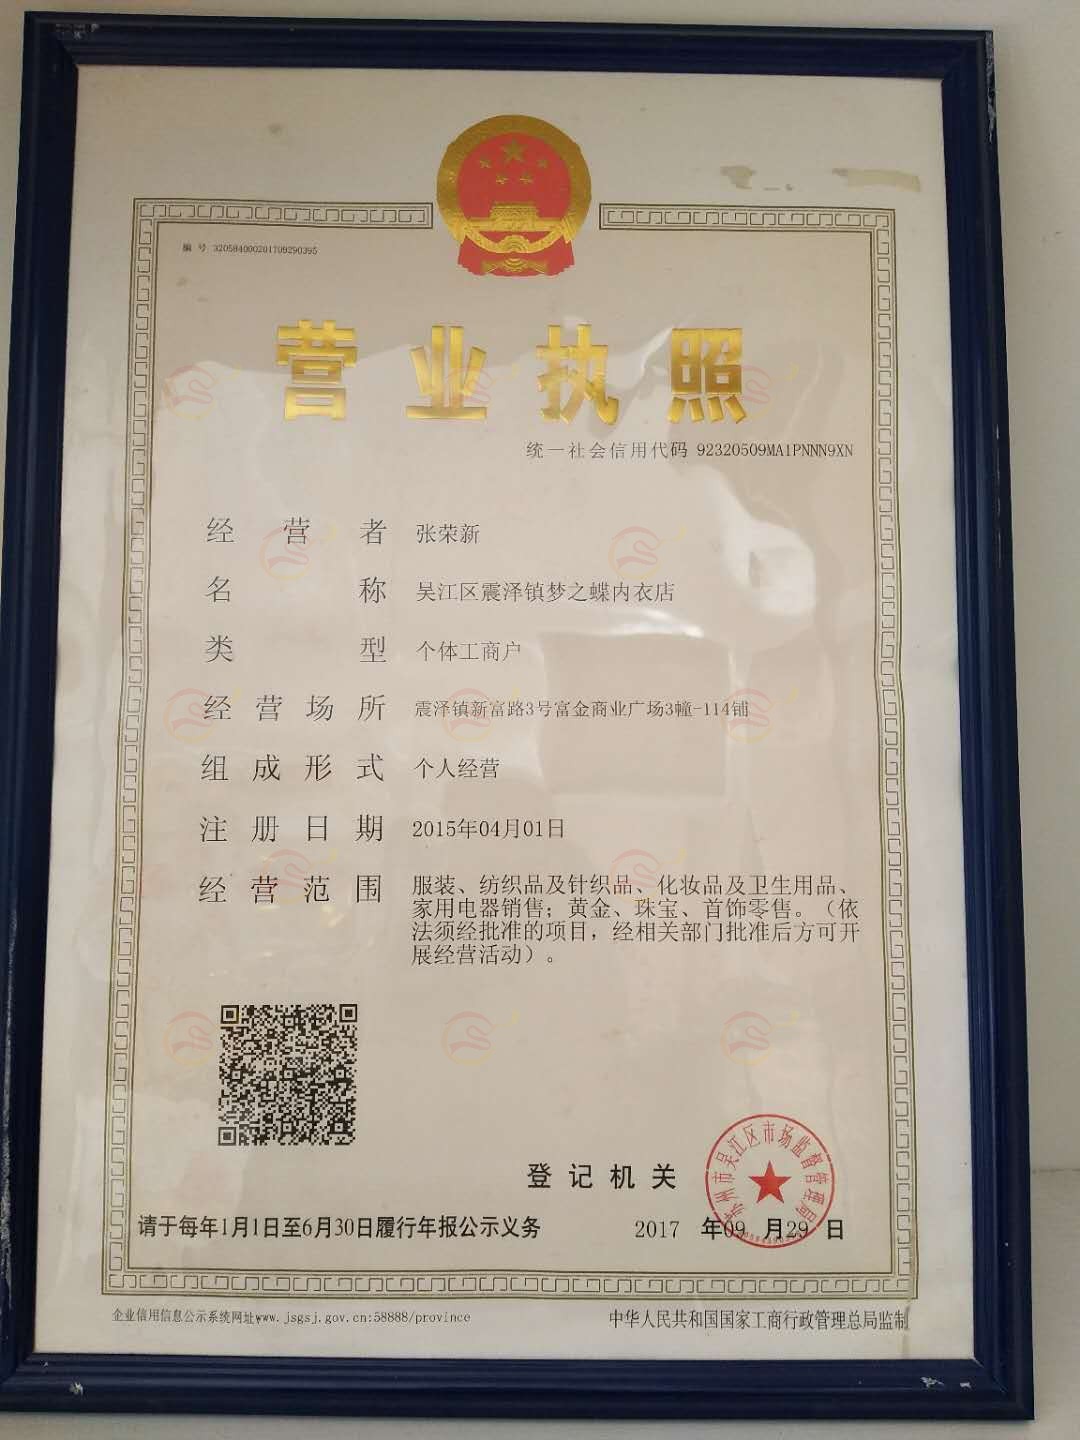 编 号 320584000201709290395
营业执照
统一社会信用代码 92320509MA1PNNN9XN
经营者 张荣新
名称 吴江区震泽镇梦之蝶内衣店
类型 个体工商户
经营场所 震泽镇新富路3号富金商业广场3幢-114铺
组成形式 个人经营
注册日期 2015年04月01日
经营范围 服装、纺织品及针织品、化妆品及卫生用品、
家用电器销售；黄金、珠宝、首饰零售。（依
法须经批准的项目，经相关部门批准后方可开
展经营活动）。
登记机关
苏州市吴江区市场监督管理局
请于每年1月1日至6月30日履行年报公示义务
2017 年09 月29 日
企业信用信息公示系统网址www.jsgsj.gov.cn:58888/province
中华人民共和国国家工商行政管理总局监制